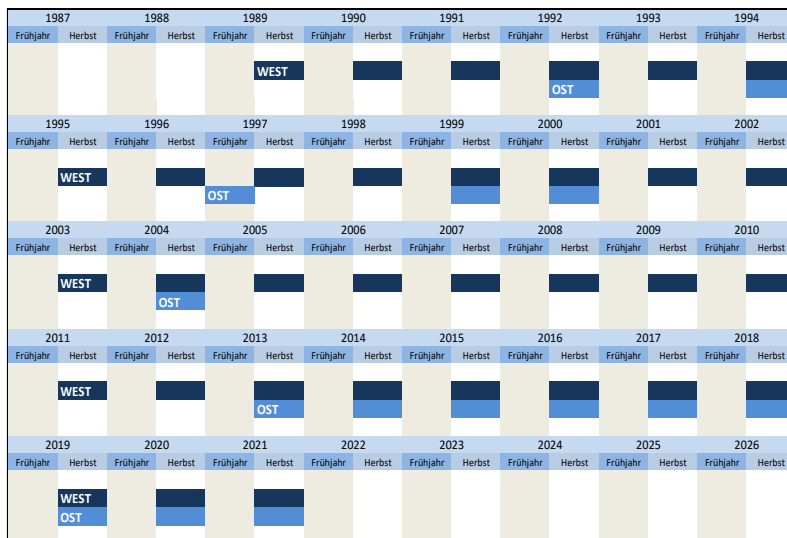 1987 1988 1989 1990 1991 1992 1993 1994
Frühjahr Herbst Frühjahr Herbst Frühjahr Herbst Frühjahr Herbst Frühjahr Herbst Frühjahr Herbst Frühjahr Herbst Frühjahr Herbst
WEST
OST
1995 1996 1997 1998 1999 2000 2001 2002
Frühjahr Herbst Frühjahr Herbst Frühjahr Herbst Frühjahr Herbst Frühjahr Herbst Frühjahr Herbst Frühjahr Herbst Frühjahr Herbst
WEST
OST
2003 2004 2005 2006 2007 2008 2009 2010
Frühjahr Herbst Frühjahr Herbst Frühjahr Herbst Frühjahr Herbst Frühjahr Herbst Frühjahr Herbst Frühjahr Herbst Frühjahr Herbst
WEST
OST
2011 2012 2013 2014 2015 2016 2017 2018
Frühjahr Herbst Frühjahr Herbst Frühjahr Herbst Frühjahr Herbst Frühjahr Herbst Frühjahr Herbst Frühjahr Herbst Frühjahr Herbst
WEST
OST
2019 2020 2021 2022 2023 2024 2025 2026
Frühjahr Herbst Frühjahr Herbst Frühjahr Herbst Frühjahr Herbst Frühjahr Herbst Frühjahr Herbst Frühjahr Herbst Frühjahr Herbst
WEST
OST